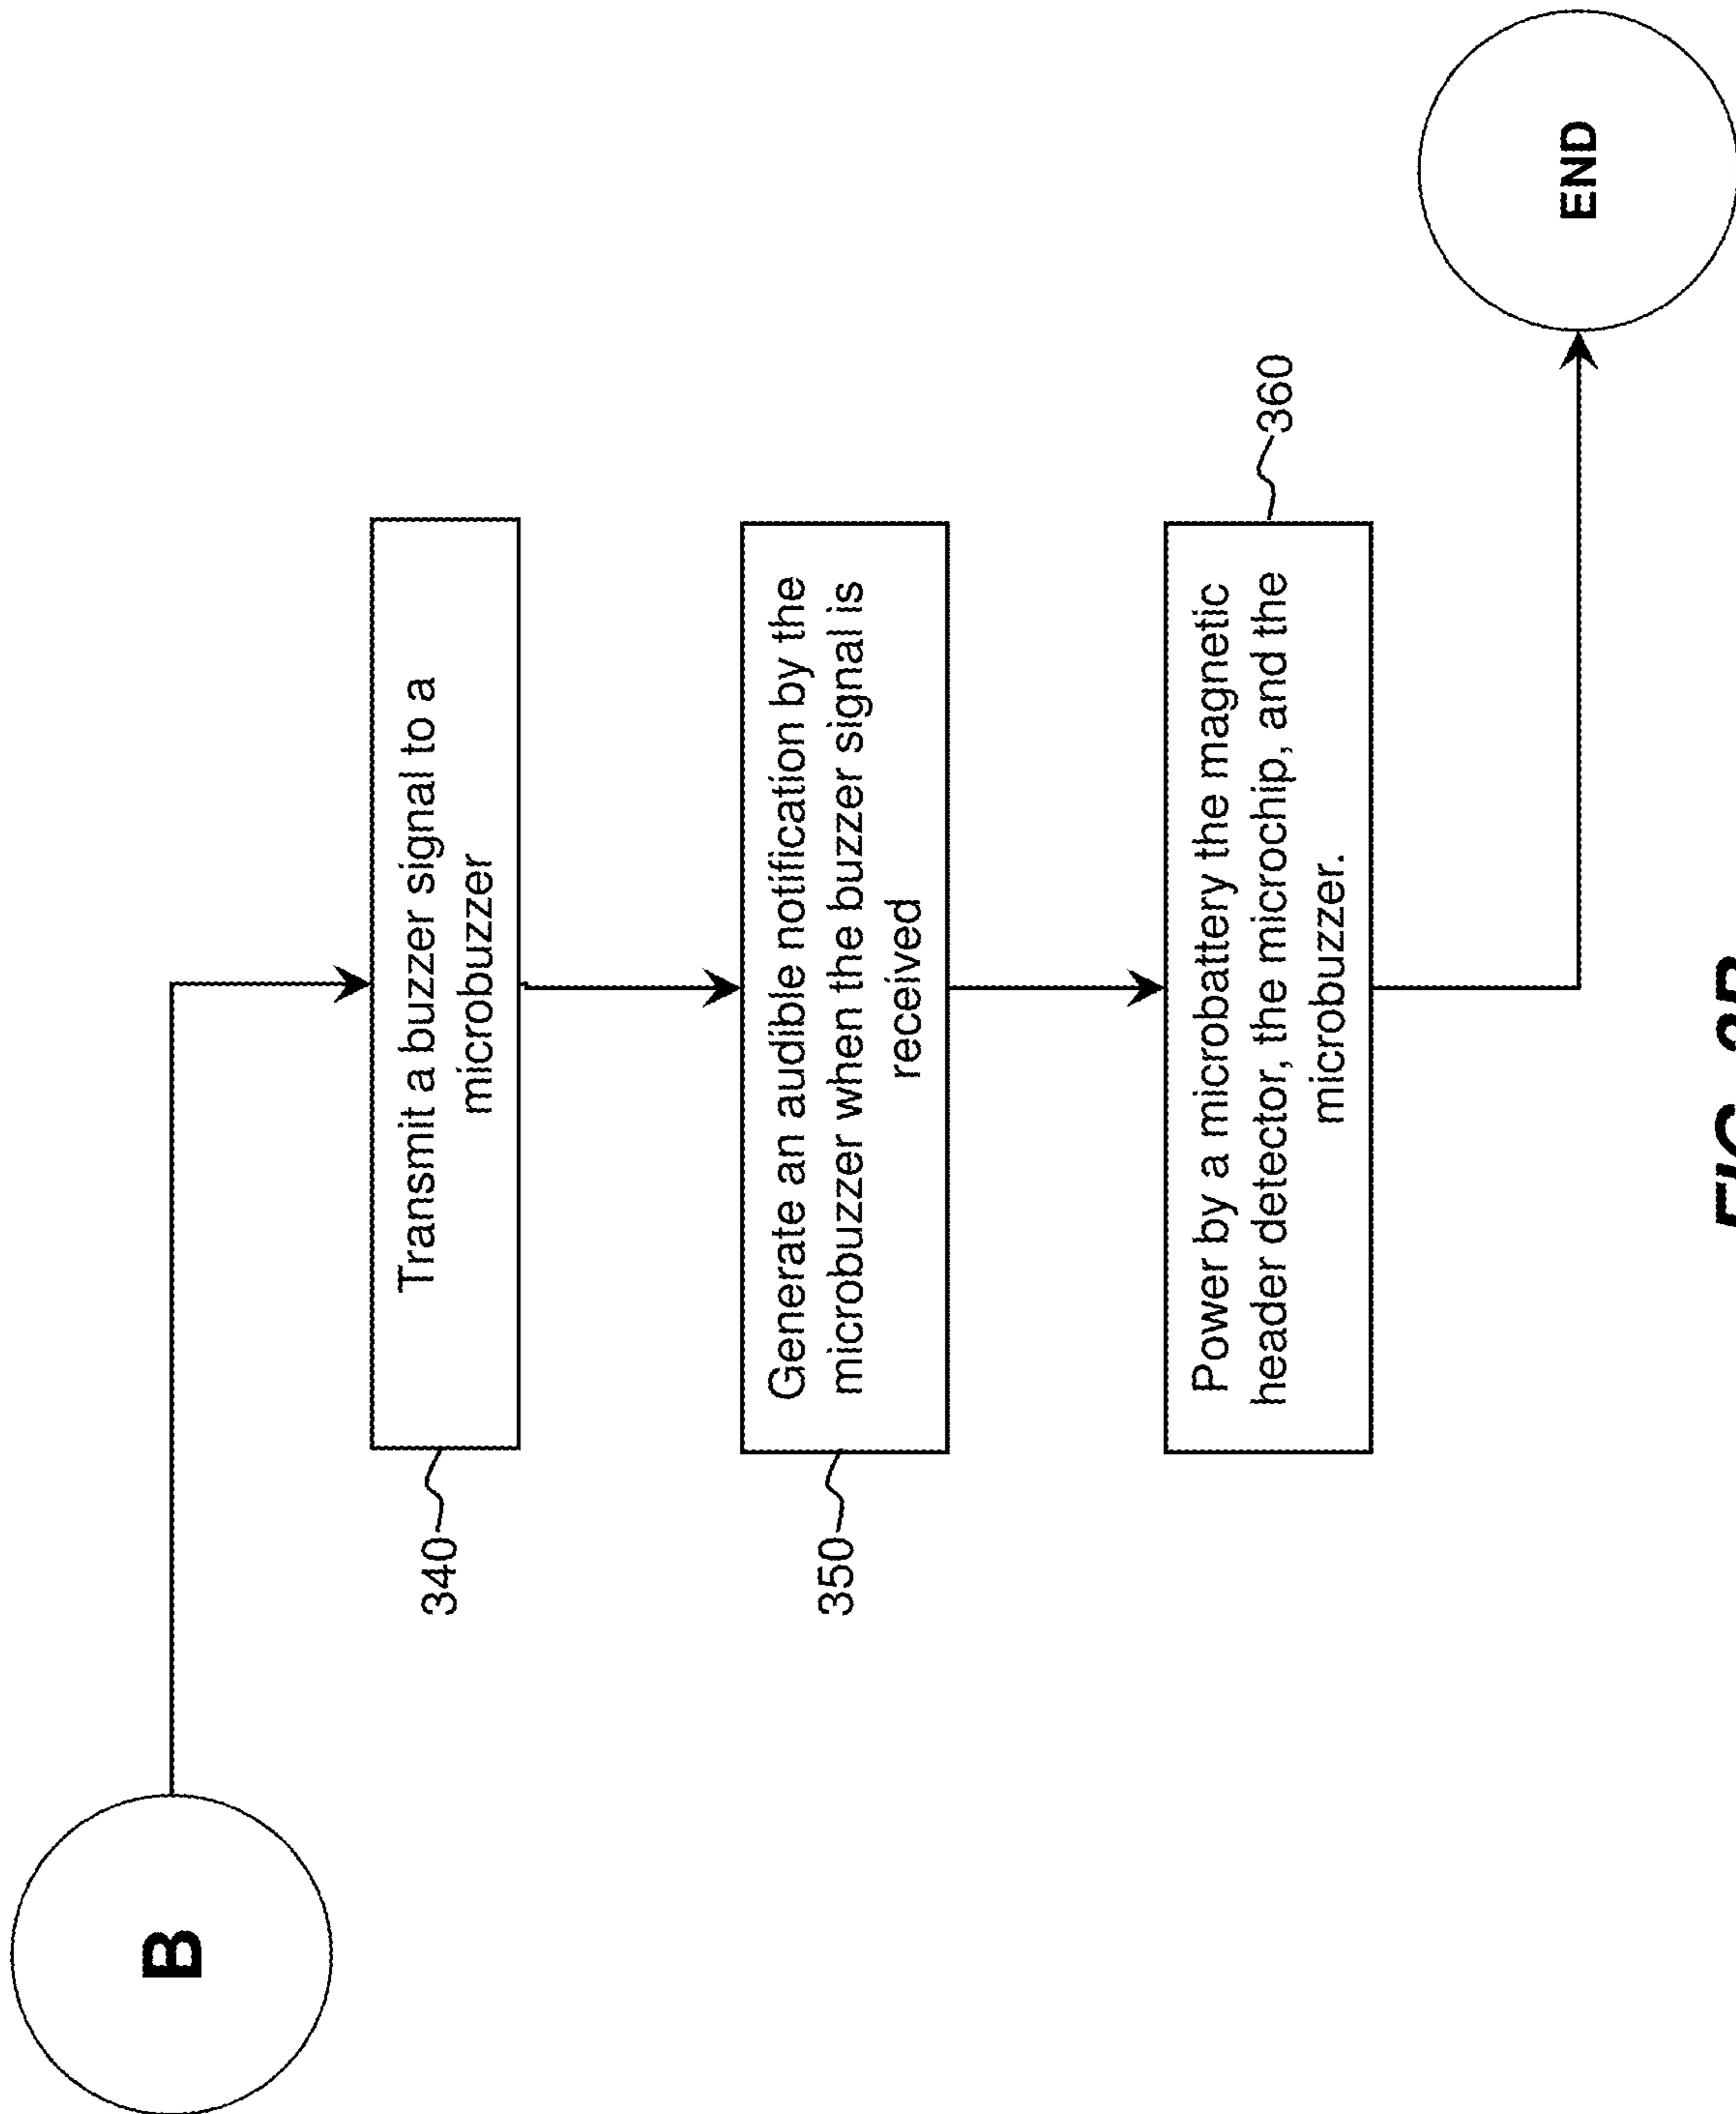 B
Transmit a buzzer signal to a
microbuzzer
340
Generate an audible notification by the
microbuzzer when the buzzer signal is
received
350
Power by a microbattery the magnetic
header detector, the microchip, and the
microbuzzer.
360
END
FIG